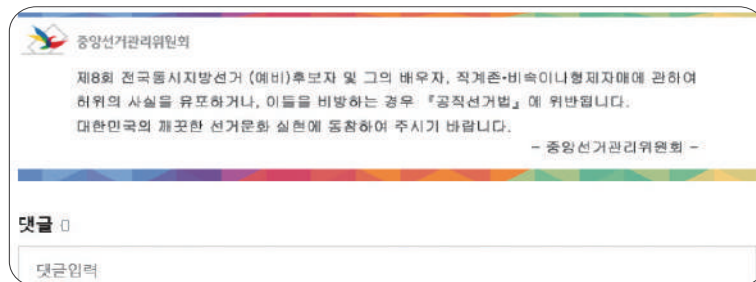 중앙선거관리위원회
제8회 전국동시지방선거 (예비)후보자 및 그의 배우자, 직계존•비속이나형제자매에 관하여
허위의 사실을 유포하거나, 이들을 비방하는 경우 『공직선거법』에 위반됩니다.
대한민국의 깨끗한 선거문화 실현에 동참하여 주시기 바랍니다.
– 중앙선거관리위원회 –
댓글 0
댓글입력